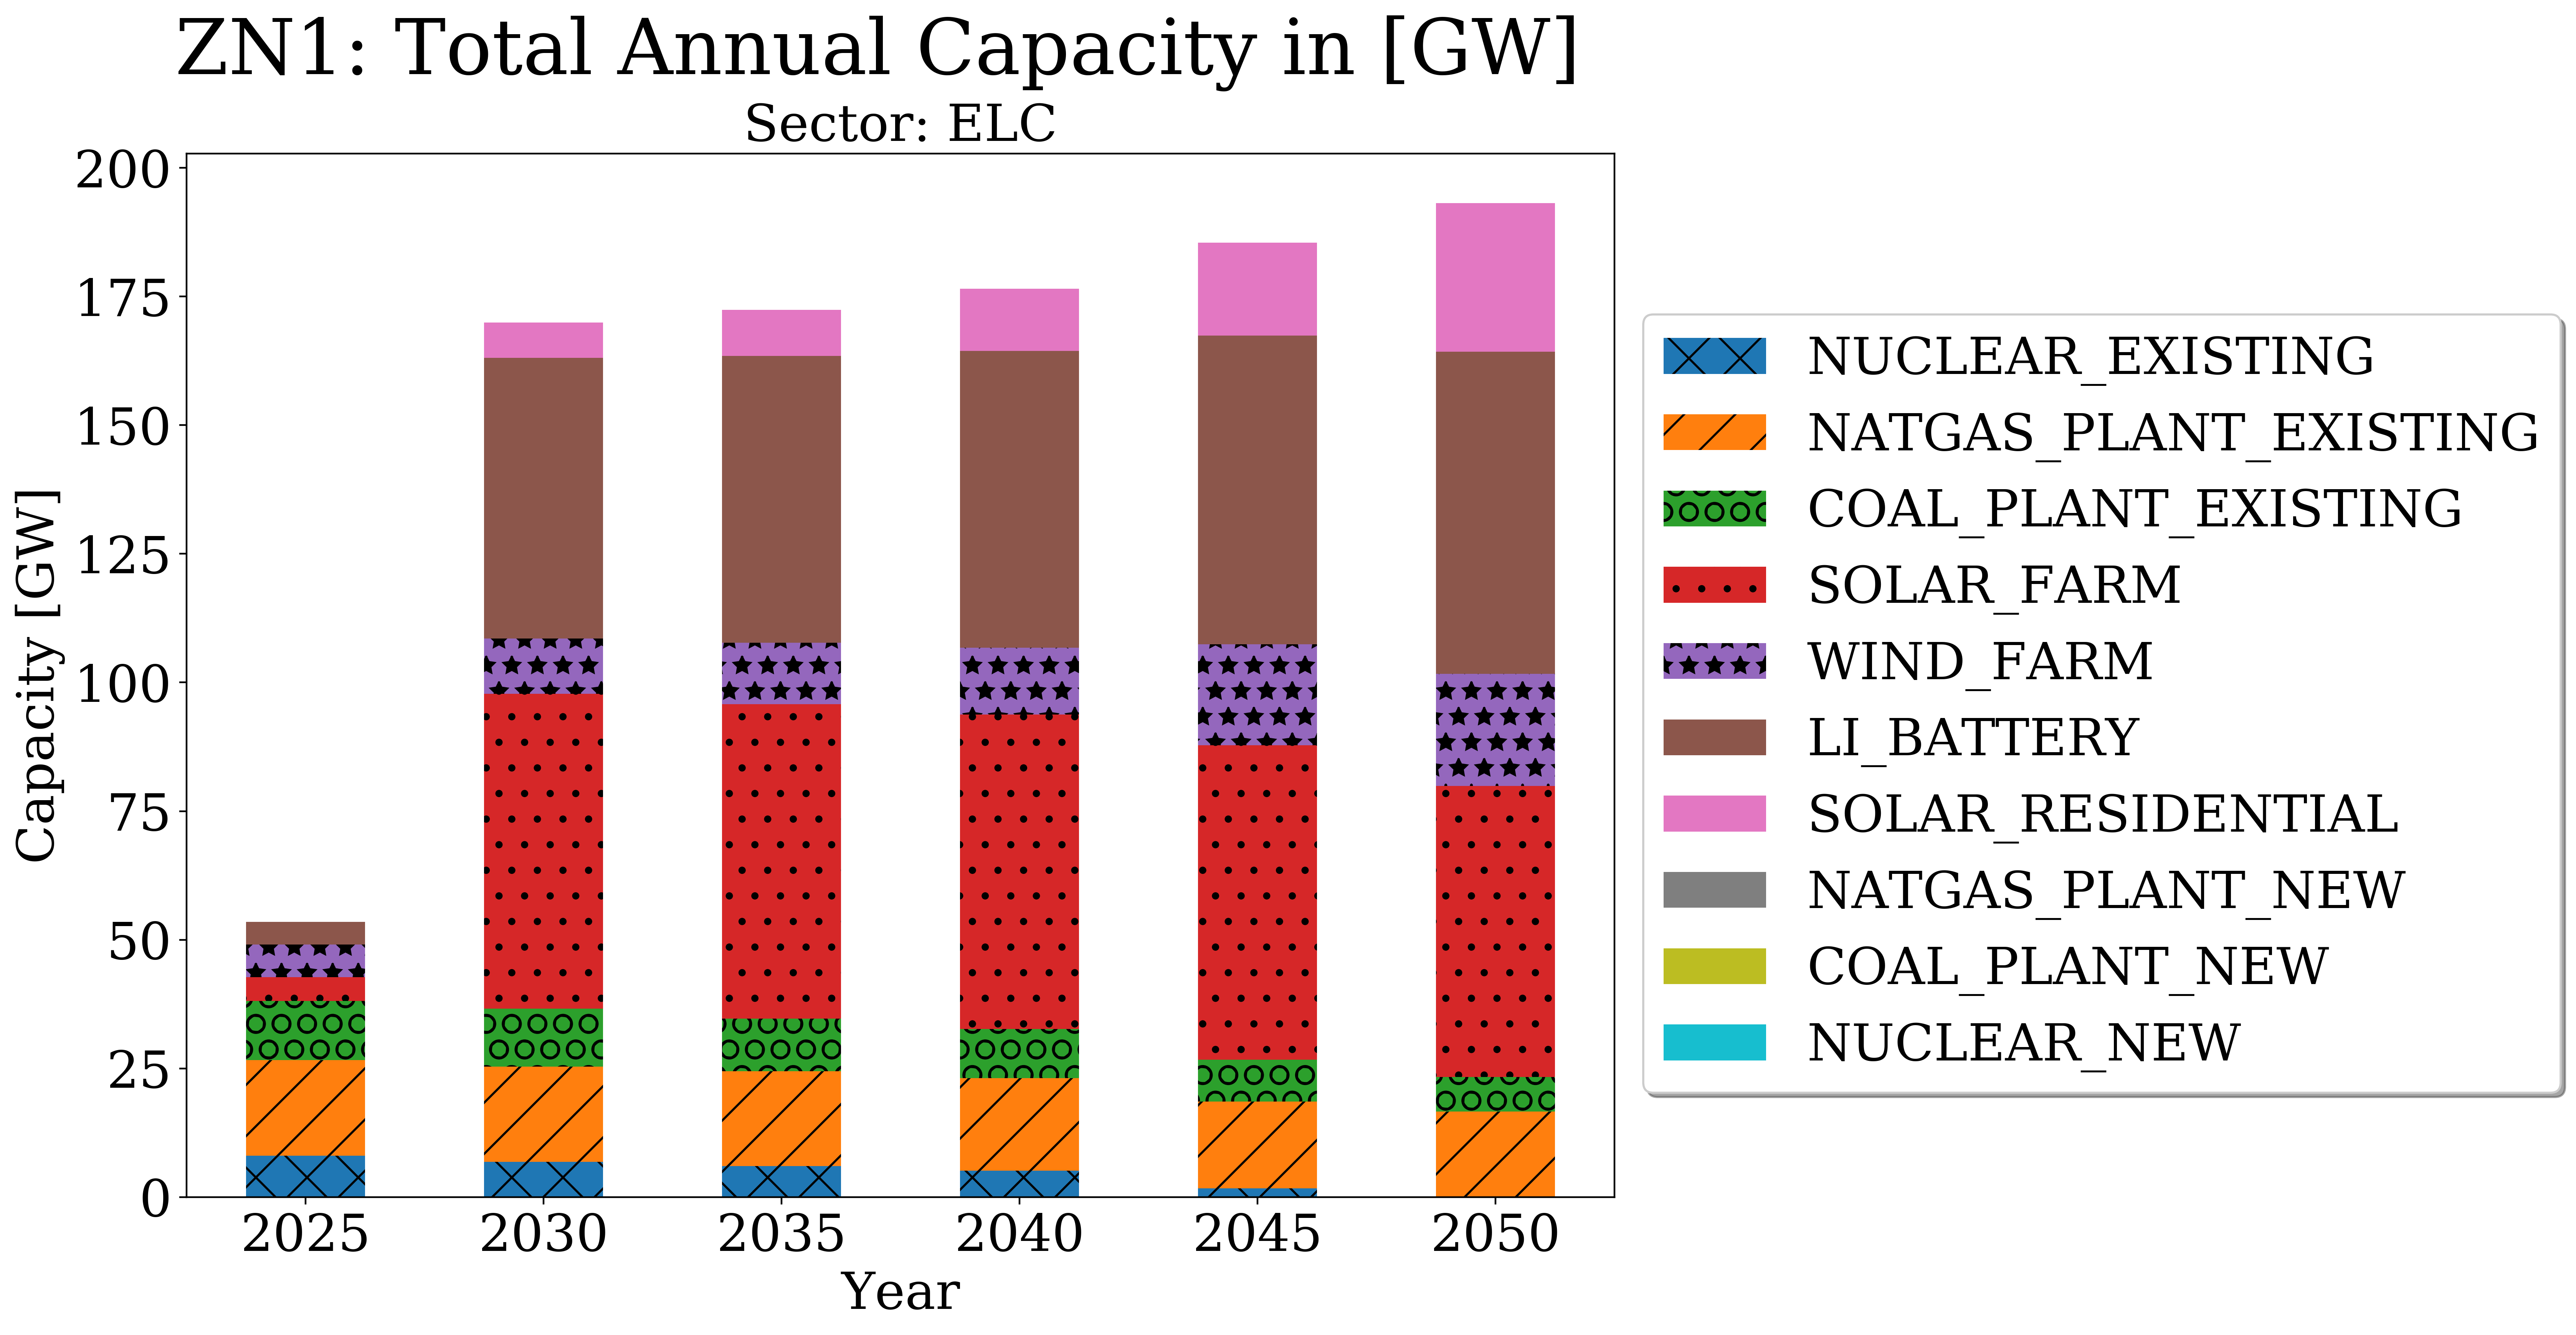 ZN1: Total Annual Capacity in [GW]
Sector: ELC
200
175
150
125
100
75
50
25
0
Capacity [GW]
2025 2030 2035 2040 2045 2050
Year
NUCLEAR_EXISTING
NATGAS_PLANT_EXISTING
COAL_PLANT_EXISTING
SOLAR_FARM
WIND_FARM
LI_BATTERY
SOLAR_RESIDENTIAL
NATGAS_PLANT_NEW
COAL_PLANT_NEW
NUCLEAR_NEW